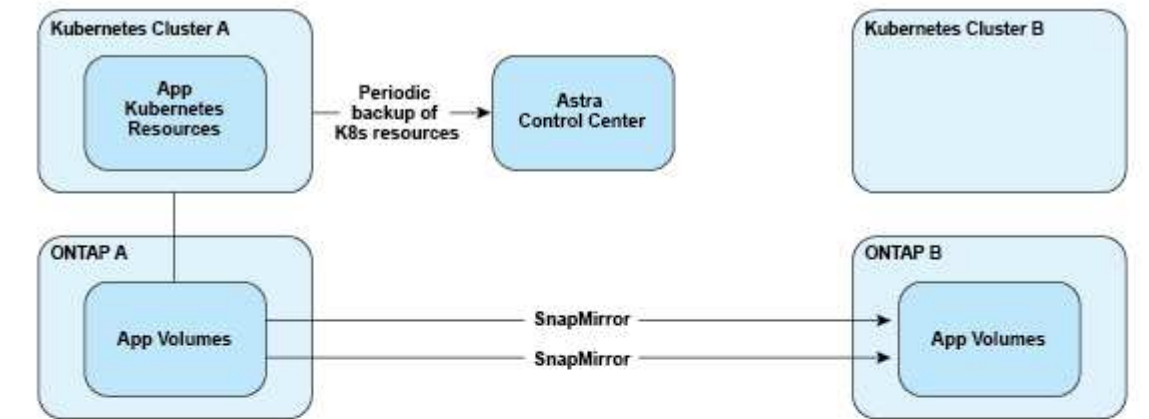 Kubernetes Cluster A
App
Kubernetes
Resources
Periodic
backup of
K8s resources
Astra
Control Center
Kubernetes Cluster B
ONTAP A
App Volumes
SnapMirror
SnapMirror
ONTAP B
App Volumes